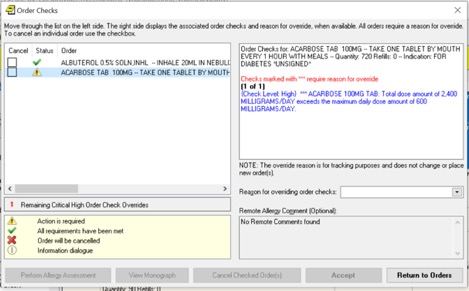 Order Checks
Move through the list on the left side. The right side displays the associated order checks and reason for override, when available. All orders require a reason for override.
To cancel an individual order use the checkbox.
Cancel Status Order
ALBUTEROL 0.5% SOLN,INHL - INHALE 20ML IN NEBULI
ACARBOSE TAB 100MG -- TAKE ONE TABLET BY MOUTH
Order Checks for: ACARBOSE TAB 100MG -- TAKE ONE TABLET BY MOUTH
EVERY 1 HOUR WITH MEALS -- Quantity: 720 Refills: 0 -- Indication: FOR
DIABETES *UNSIGNED*
Checks marked with *** require reason for override
(1 of 1)
(Check Level: High) *** ACARBOSE 100MG TAB: Total dose amount of 2,400
MILLIGRAMS/DAY exceeds the maximum daily dose amount of 600
MILLIGRAMS/DAY.
NOTE: The override reason is for tracking purposes and does not change or place
new order(s).
1 Remaining Critical High Order Check Overrides
Reason for overriding order checks:
Action is required
All requirements have been met
Order will be cancelled
Information dialogue
Remote Allergy Comment (Optional):
No Remote Comments found
Perform Allergy Assessment
View Monograph
Cancel Checked Order(s)
Accept
Return to Orders
Quantity: 90 Refills: 0